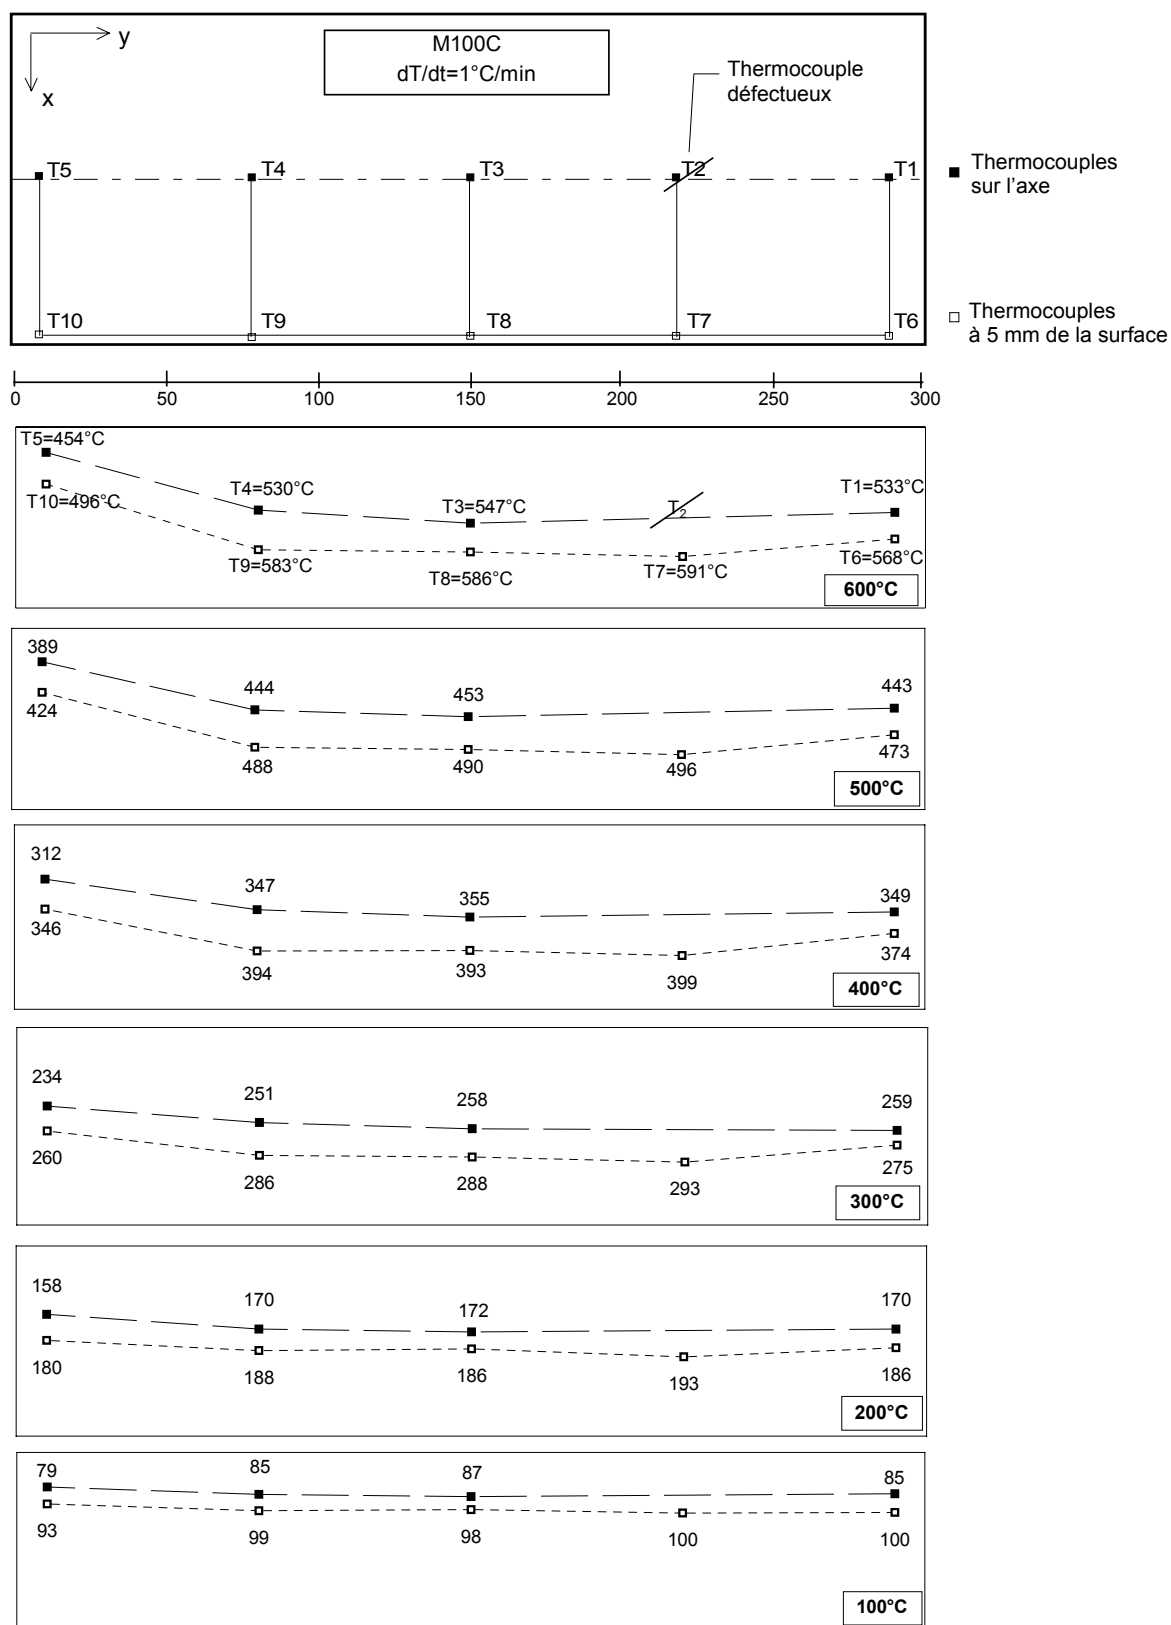 y
x
M100C
dT/dt=1°C/min
Thermocouple
défectueux
T5
T4
T3
T2
T1
Thermocouples
sur l'axe
T10
T9
T8
T7
T6
Thermocouples
à 5 mm de la surface
0
50
100
150
200
250
300
T5=454°C
T10=496°C
T4=530°C
T3=547°C
T2
T1=533°C
T9=583°C
T8=586°C
T7=591°C
T6=568°C
600°C
389
444
453
443
424
488
490
496
473
500°C
312
347
355
349
346
394
393
399
374
400°C
234
251
258
259
260
286
288
293
275
300°C
158
170
172
170
180
188
186
193
186
200°C
79
85
87
85
93
99
98
100
100
100°C